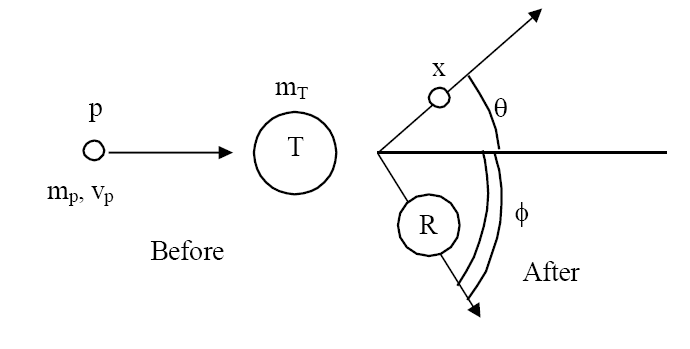 p
m_p, v_p
m_T
T
Before
x
θ
R
ϕ
After